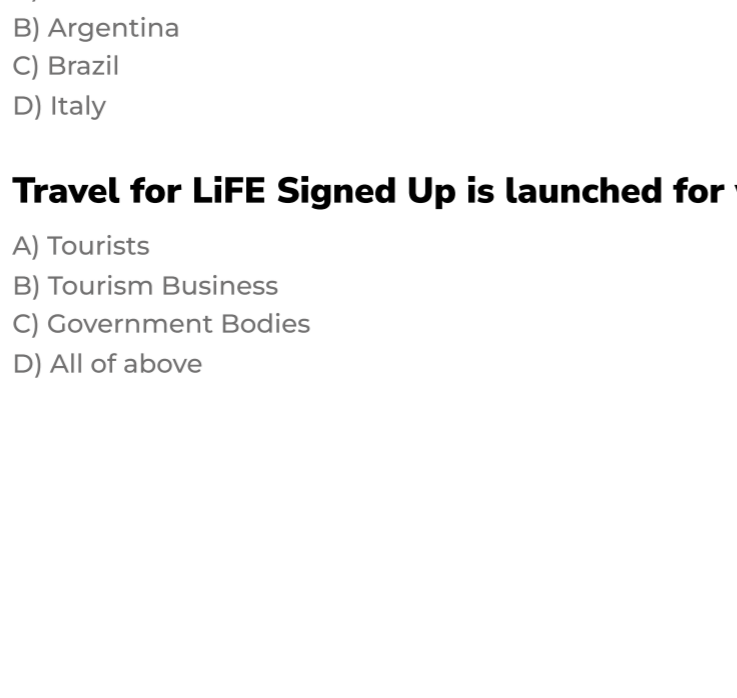 B) Argentina
C) Brazil
D) Italy
Travel for LiFE Signed Up is launched for
A) Tourists
B) Tourism Business
C) Government Bodies
D) All of above